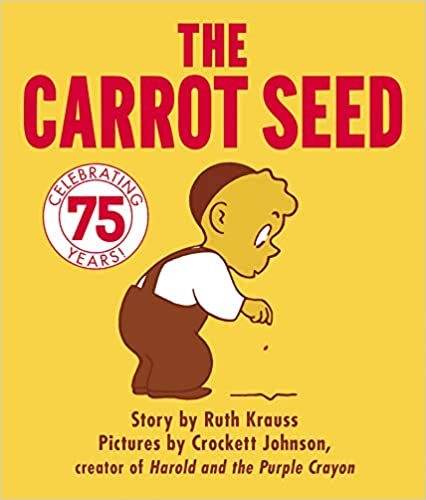 THE
CARROT SEED
CELEBRATING
75
YEARS!
Story by Ruth Krauss
Pictures by Crockett Johnson,
creator of Harold and the Purple Crayon